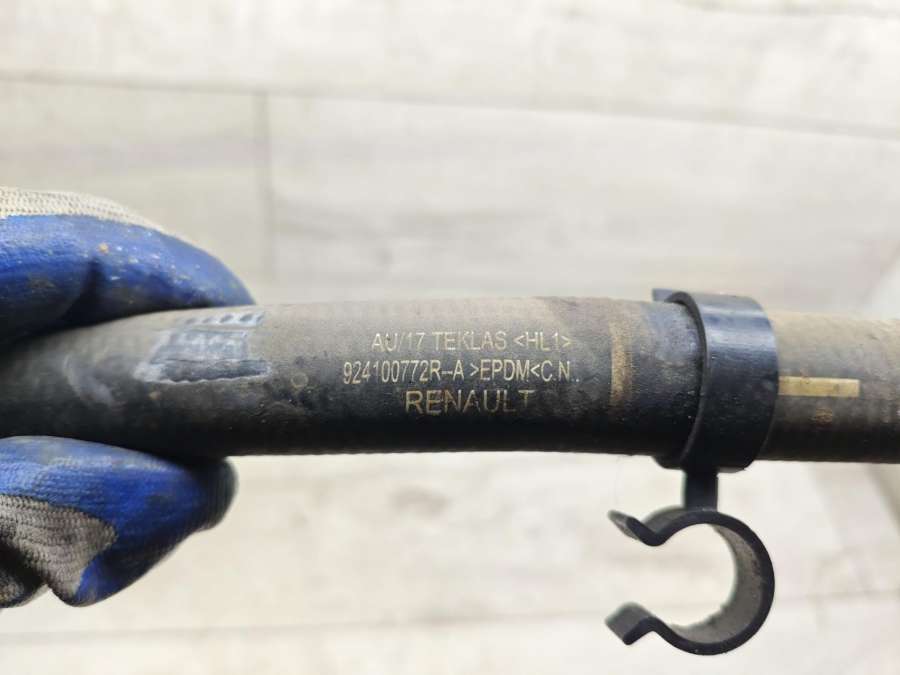 AU/17 TEKLAS <HL1>
924100772R-A >EPDM< C.N.
RENAULT